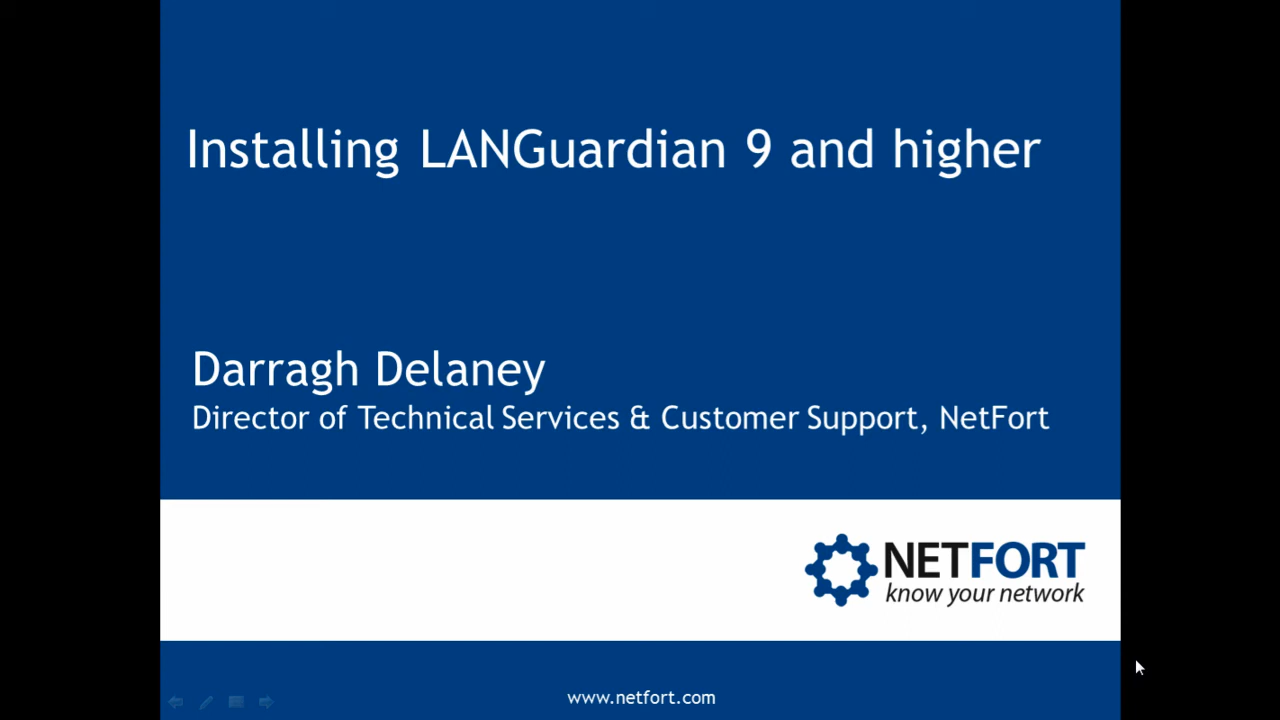 Installing LANGuardian 9 and higher
Darragh Delaney
Director of Technical Services & Customer Support, NetFort
NETFORT
know your network
www.netfort.com